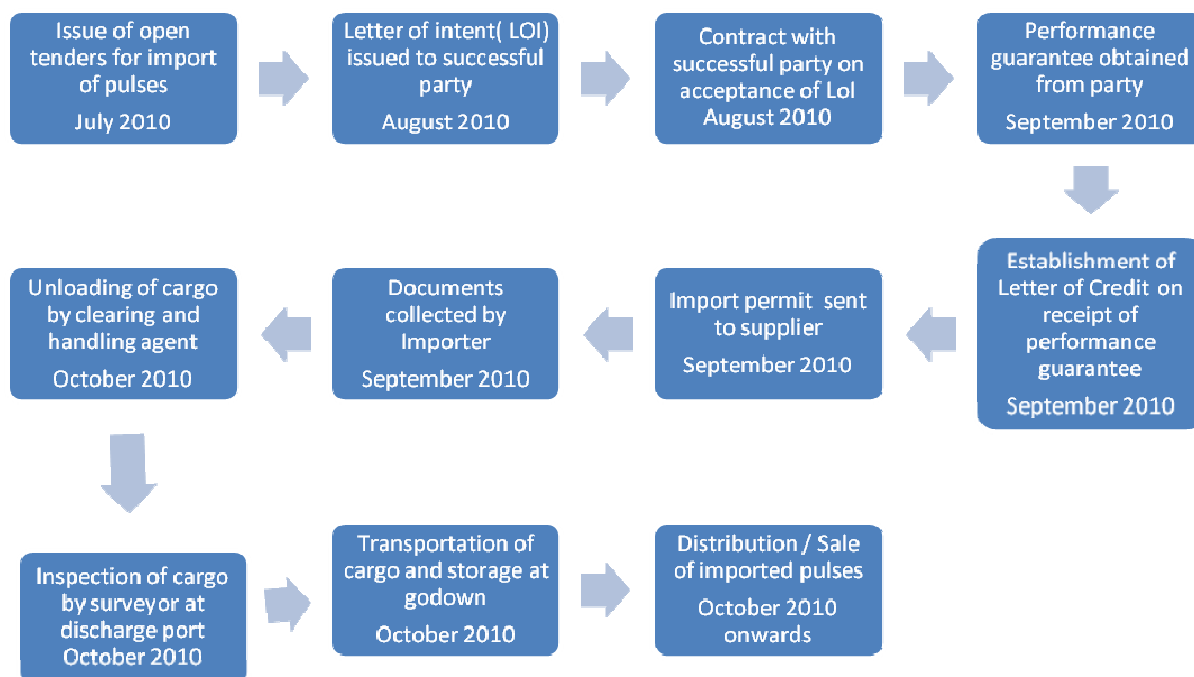 Issue of open
tenders for import
of pulses
July 2010
Letter of intent( LOI)
issued to successful
party
August 2010
Contract with
successful party on
acceptance of LoI
August 2010
Performance
guarantee obtained
from party
September 2010
Establishment of
Letter of Credit on
receipt of
performance
guarantee
September 2010
Import permit sent
to supplier
September 2010
Documents
collected by
Importer
September 2010
Unloading of cargo
by clearing and
handling agent
October 2010
Inspection of cargo
by surveyor at
discharge port
October 2010
Transportation of
cargo and storage at
godown
October 2010
Distribution / Sale
of imported pulses
October 2010
onwards